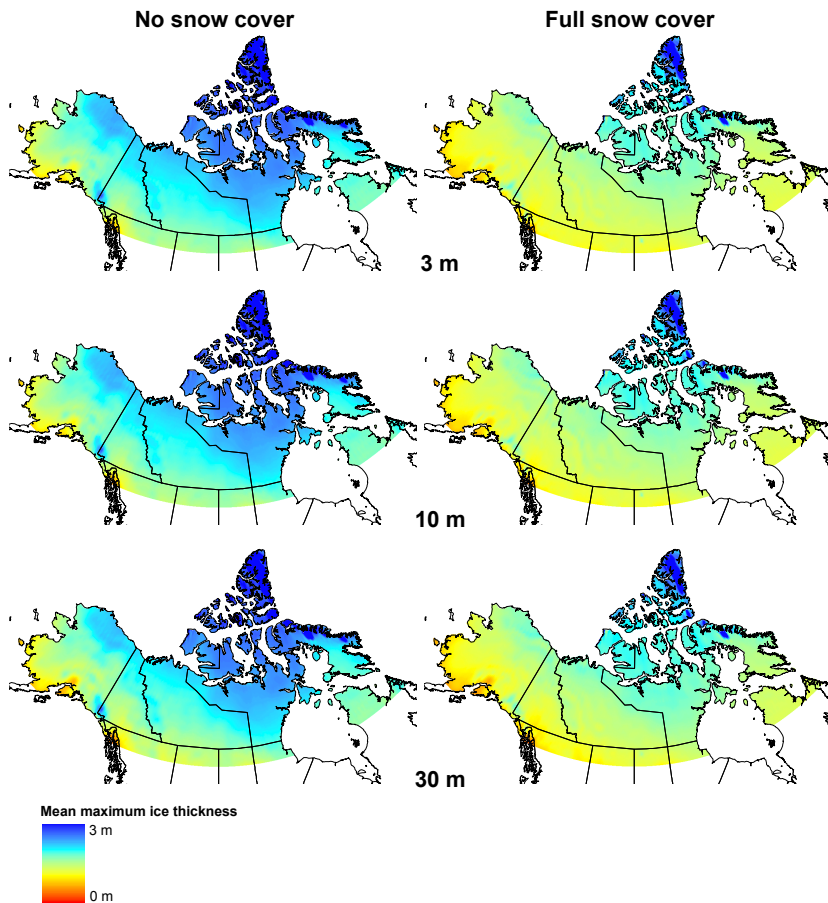 No snow cover
Full snow cover
3 m
10 m
30 m
Mean maximum ice thickness
3 m
0 m